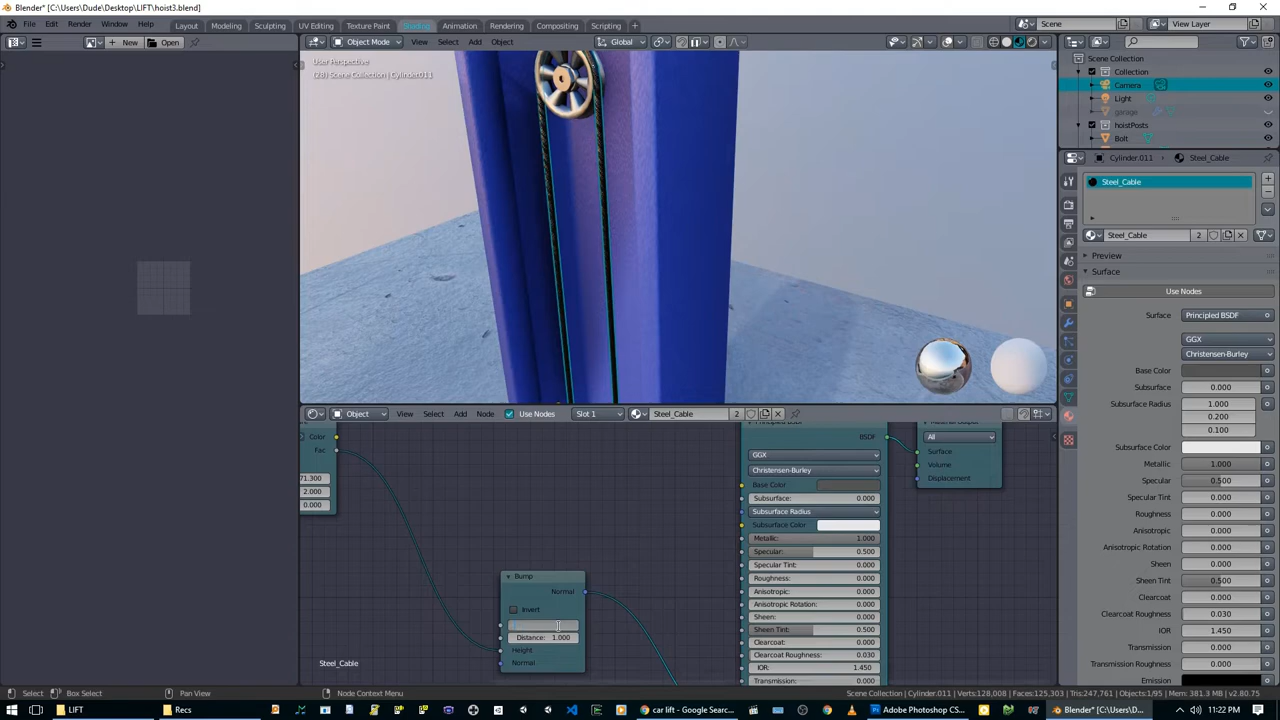 Blender* [C:\Users\Dude\Desktop\LIFT\hoist3.blend]
File Edit Render Window Help Layout Modeling Sculpting UV Editing Texture Paint Shading Animation Rendering Compositing Scripting Scene View Layer
New Open Object Mode View Select Add Object Global
User Perspective
(28) Scene Collection | Cylinder.011
Scene Collection
Collection
Camera
Light
garage
hoistPosts
Bolt
Cylinder.011 Steel_Cable
Steel_Cable
Steel_Cable 2
Preview
Surface
Use Nodes
Surface Principled BSDF
GGX
Christensen-Burley
Base Color
Subsurface 0.000
Subsurface Radius 1.000
0.200
0.100
Subsurface Color
Metallic 1.000
Specular 0.500
Specular Tint 0.000
Roughness 0.000
Anisotropic 0.000
Anisotropic Rotation 0.000
Sheen 0.000
Sheen Tint 0.500
Clearcoat 0.000
Clearcoat Roughness 0.030
IOR 1.450
Transmission 0.000
Transmission Roughness 0.000
Emission
Object View Select Add Node Use Nodes Slot 1 Steel_Cable 2
Color
Fac
71.300
2.000
0.000
Bump
Normal
Invert
Distance: 1.000
Height
Normal
BSDF
GGX
Christensen-Burley
Base Color
Subsurface: 0.000
Subsurface Radius
Subsurface Color
Metallic: 1.000
Specular: 0.500
Specular Tint: 0.000
Roughness: 0.000
Anisotropic: 0.000
Anisotropic Rotation: 0.000
Sheen: 0.000
Sheen Tint: 0.500
Clearcoat: 0.000
Clearcoat Roughness: 0.030
IOR: 1.450
Transmission: 0.000
All
Surface
Volume
Displacement
Steel_Cable
Select Box Select Pan View Node Context Menu Scene Collection | Cylinder.011 | Verts:128,008 | Faces:125,303 | Tris:247,761 | Objects:1/95 | Mem: 381.3 MB | v2.80.75
LIFT Recs car lift - Google Searc... Adobe Photoshop CS... Blender* [C:\Users\D... 11:22 PM